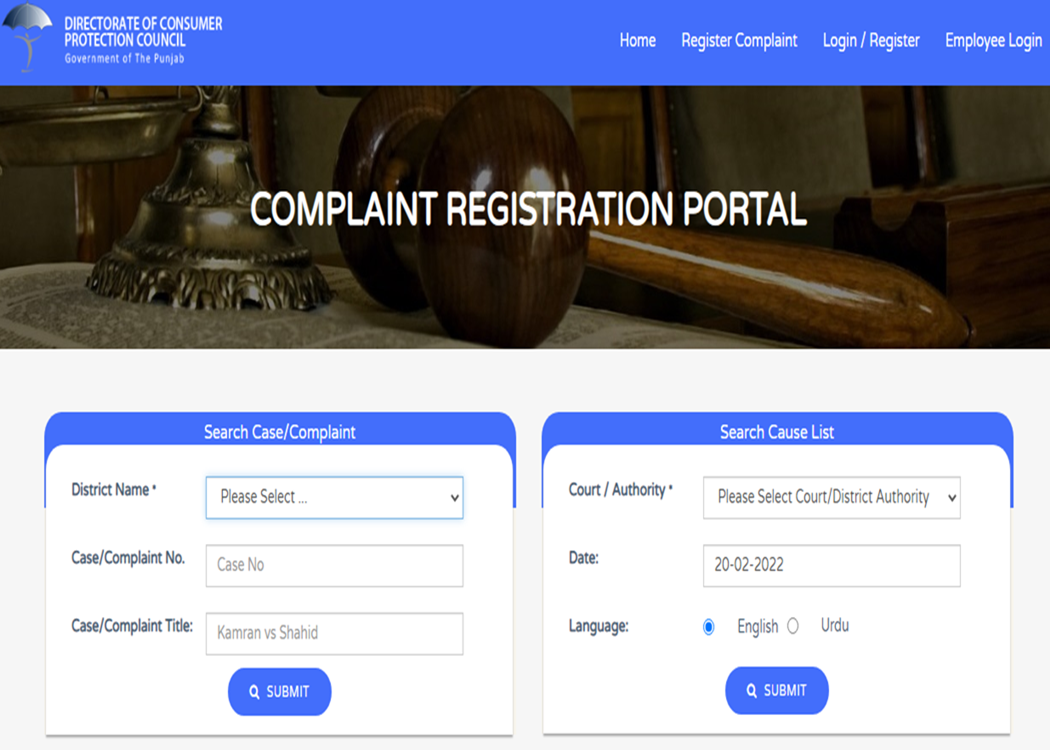 DIRECTORATE OF CONSUMER
PROTECTION COUNCIL
Government of The Punjab
Home Register Complaint Login / Register Employee Login
COMPLAINT REGISTRATION PORTAL
Search Case/Complaint
District Name *
Please Select ...
Case/Complaint No.
Case No
Case/Complaint Title:
Kamran vs Shahid
SUBMIT
Search Cause List
Court / Authority *
Please Select Court/District Authority
Date:
20-02-2022
Language:
English Urdu
SUBMIT